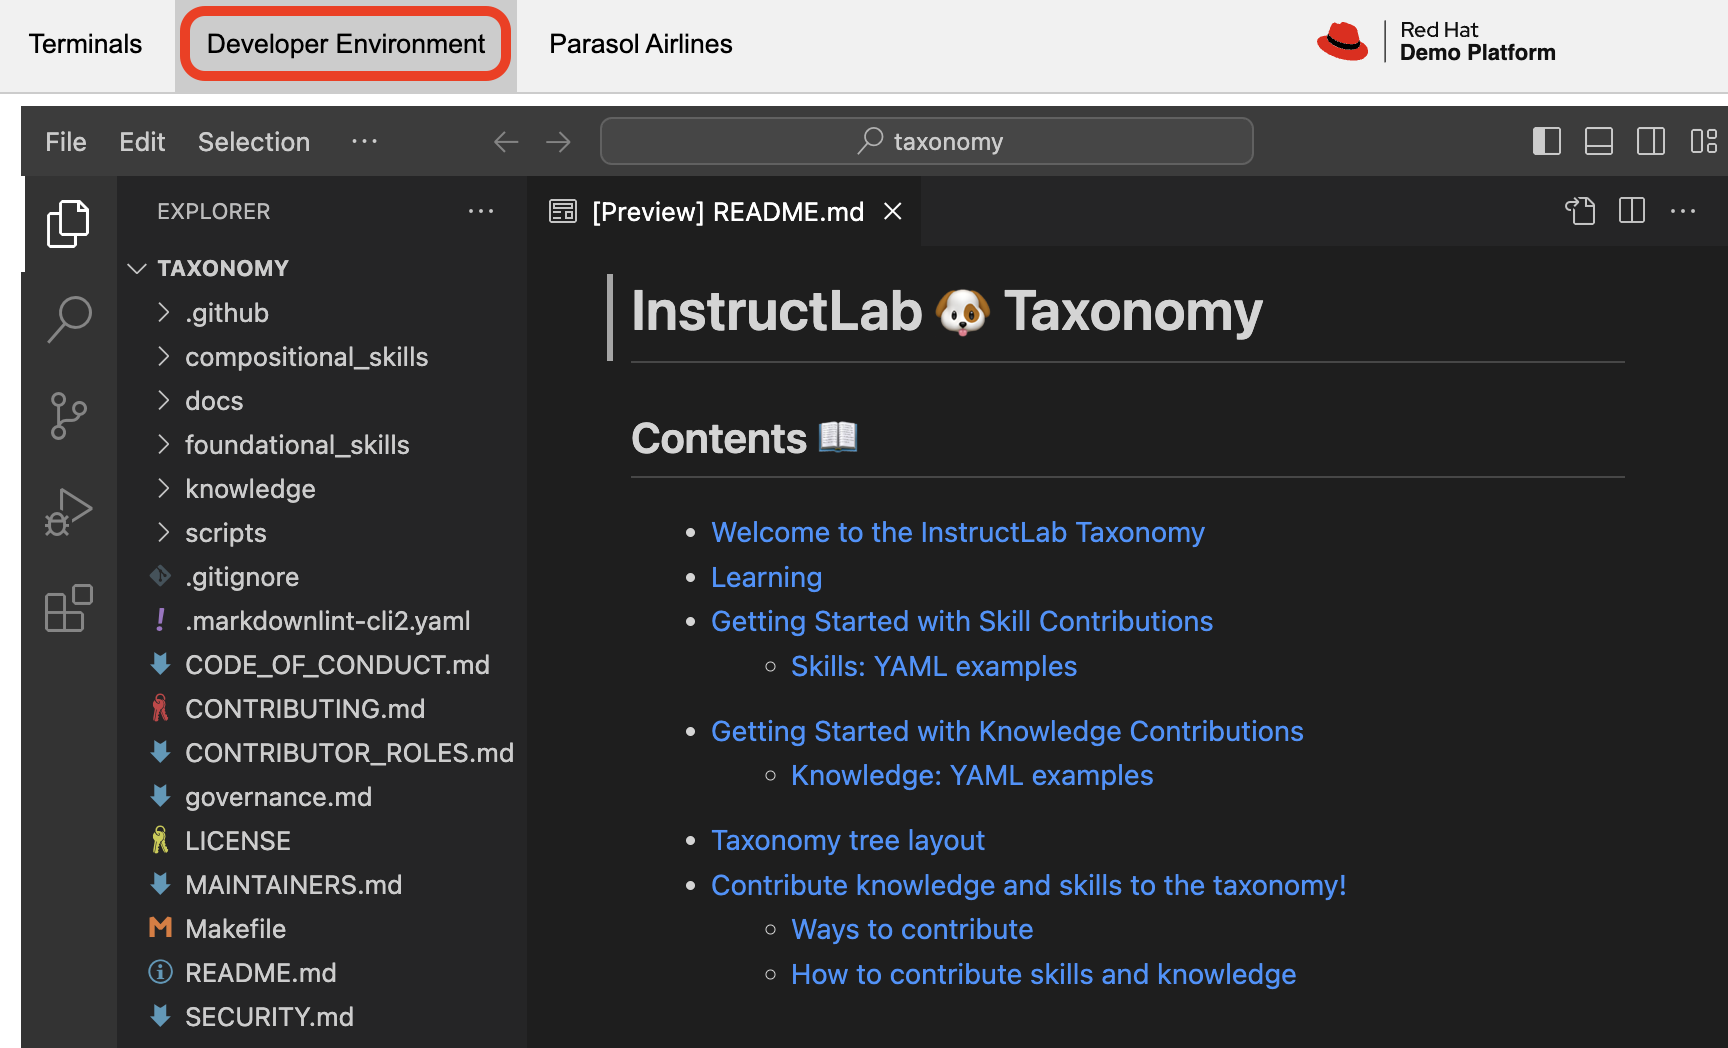 Terminals
Developer Environment
Parasol Airlines
Red Hat
Demo Platform
File Edit Selection ···
taxonomy
EXPLORER ···
[Preview] README.md
TAXONOMY
.github
compositional_skills
docs
foundational_skills
knowledge
scripts
.gitignore
.markdownlint-cli2.yaml
CODE_OF_CONDUCT.md
CONTRIBUTING.md
CONTRIBUTOR_ROLES.md
governance.md
LICENSE
MAINTAINERS.md
Makefile
README.md
SECURITY.md
InstructLab 🐶 Taxonomy
Contents 📖
• Welcome to the InstructLab Taxonomy
• Learning
• Getting Started with Skill Contributions
◦ Skills: YAML examples
• Getting Started with Knowledge Contributions
◦ Knowledge: YAML examples
• Taxonomy tree layout
• Contribute knowledge and skills to the taxonomy!
◦ Ways to contribute
◦ How to contribute skills and knowledge